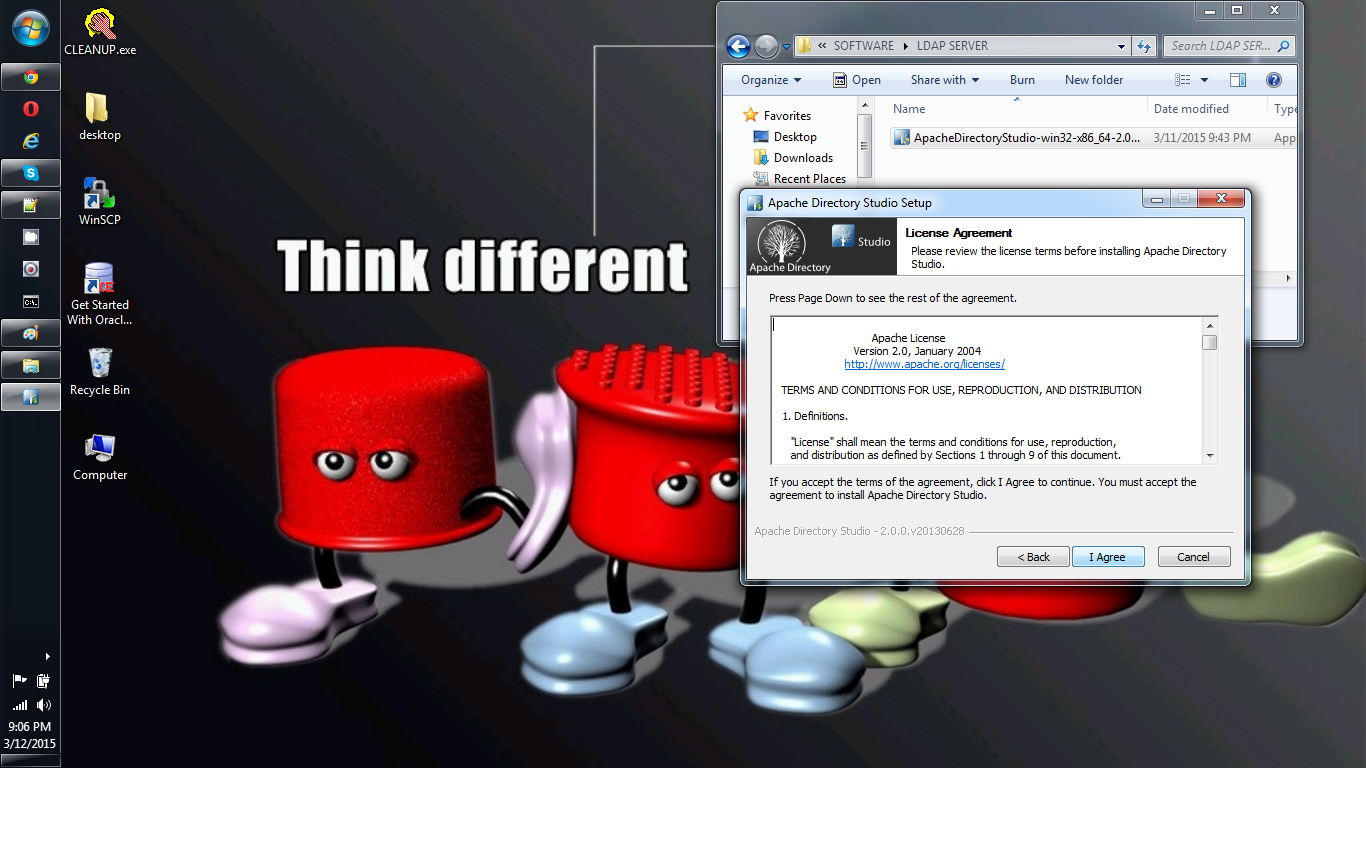 CLEANUP.exe
desktop
WinSCP
Get Started
With Oracl...
Recycle Bin
Computer
9:06 PM
3/12/2015
Think different
« SOFTWARE LDAP SERVER
Search LDAP SER...
Organize Open Share with Burn New folder
Favorites
Desktop
Downloads
Recent Places
Name Date modified Type
ApacheDirectoryStudio-win32-x86_64-2.0... 3/11/2015 9:43 PM App
Apache Directory Studio Setup
Studio
Apache Directory
License Agreement
Please review the license terms before installing Apache Directory
Studio.
Press Page Down to see the rest of the agreement.
Apache License
Version 2.0, January 2004
http://www.apache.org/licenses/
TERMS AND CONDITIONS FOR USE, REPRODUCTION, AND DISTRIBUTION
1. Definitions.
"License" shall mean the terms and conditions for use, reproduction,
and distribution as defined by Sections 1 through 9 of this document.
If you accept the terms of the agreement, click I Agree to continue. You must accept the
agreement to install Apache Directory Studio.
Apache Directory Studio - 2.0.0.v20130628
< Back I Agree Cancel